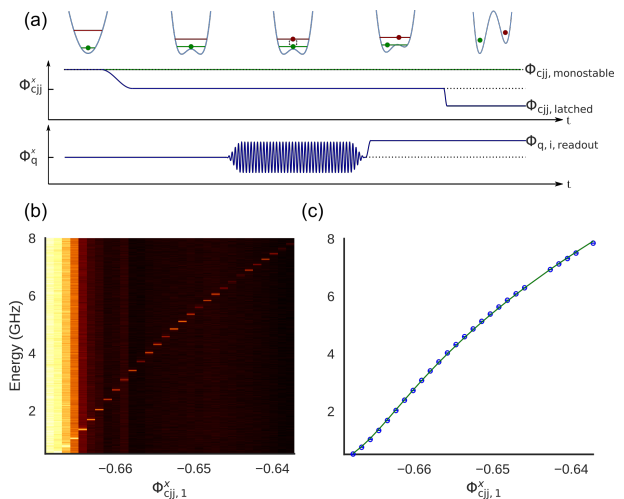 (a)
Φ^x_cjj
Φ_cjj, monostable
Φ_cjj, latched
t
Φ^x_q
Φ_q, i, readout
t
(b)
(c)
8
6
4
2
Energy (GHz)
−0.66
−0.65
−0.64
Φ^x_cjj, 1
8
6
4
2
−0.66
−0.65
−0.64
Φ^x_cjj, 1